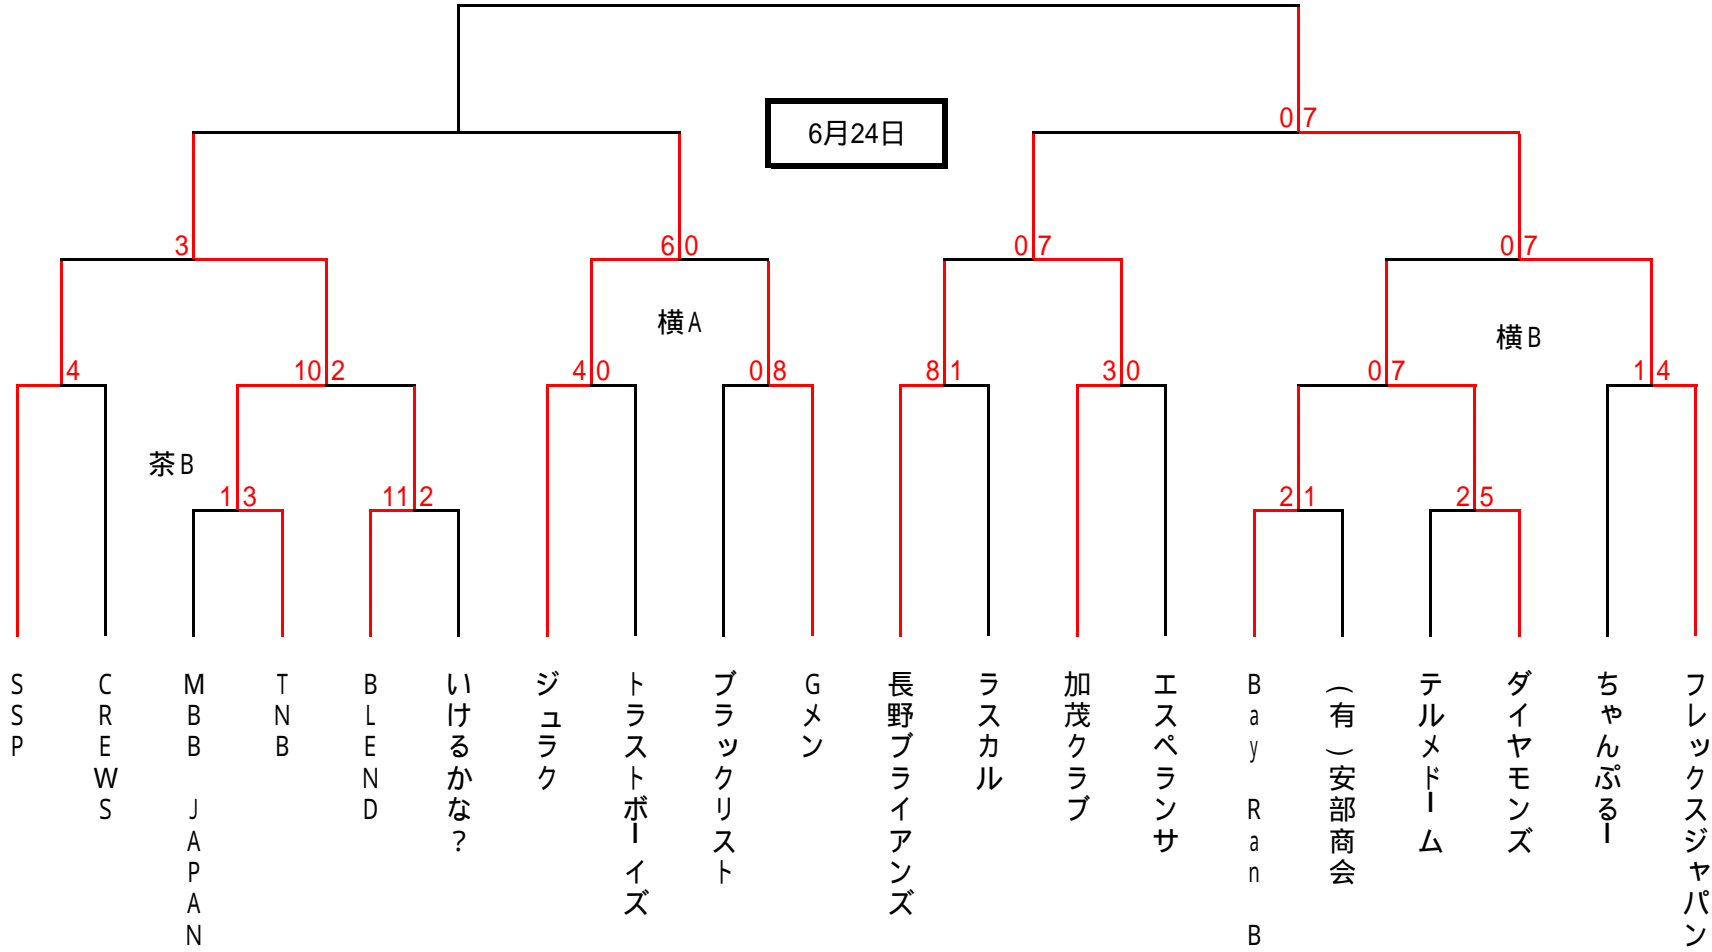 0 7
6月24日
3
6 0
0 7
0 7
横A
横B
4
10 2
4 0
0 8
8 1
3 0
0 7
1 4
茶B
1 3
11 2
2 1
2 5
SSP
CREWS
MBB JAPAN
TNB
BLEND
いけるかな?
ジュラク
トラストボーイズ
ブラックリスト
Gメン
長野ブライアンズ
ラスカル
加茂クラブ
エスペランサ
Bay Ran B
(有)安部商会
テルメドーム
ダイヤモンズ
ちゃんぷるー
フレックスジャパン